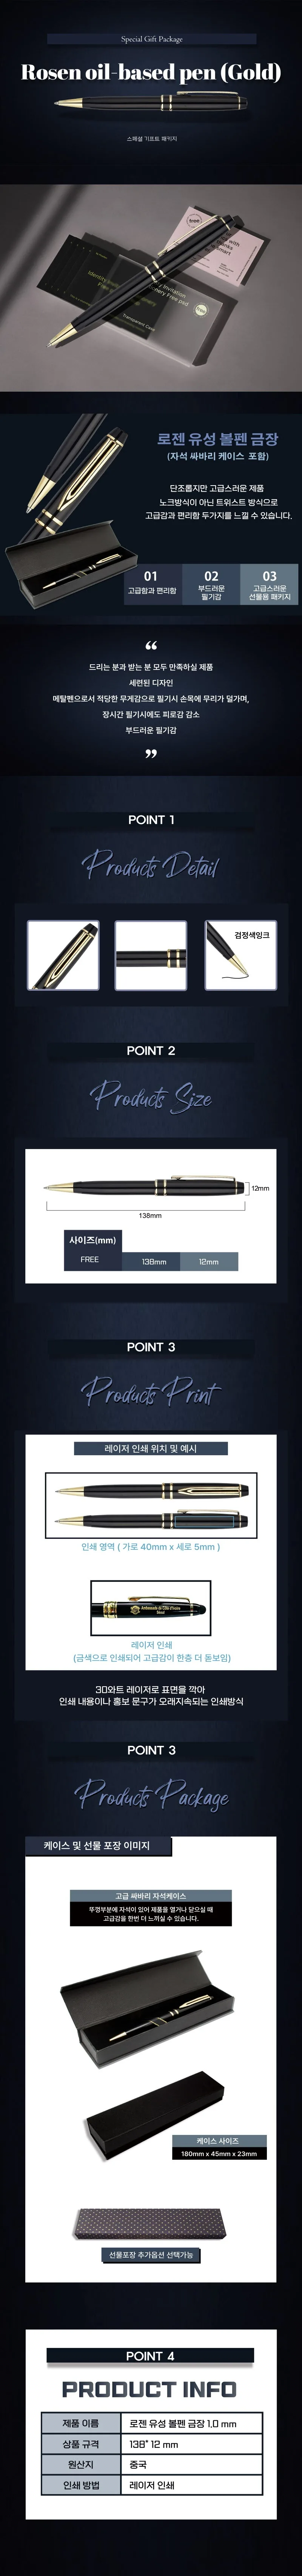 Special Gift Package
Rosen oil-based pen (Gold)
스페셜 기프트 패키지
Transparent Card
로젠 유성 볼펜 금장
(자석 싸바리 케이스 포함)
단조롭지만 고급스러운 제품
노크방식이 아닌 트위스트 방식으로
고급감과 편리함 두가지를 느낄 수 있습니다.
01
고급함과 편리함
02
부드러운
필기감
03
고급스러운
선물용 패키지
“
드리는 분과 받는 분 모두 만족하실 제품
세련된 디자인
메탈펜으로서 적당한 무게감으로 필기시 손목에 무리가 덜가며,
장시간 필기시에도 피로감 감소
부드러운 필기감
”
POINT 1
Products Detail
검정색잉크
POINT 2
Products Size
12mm
138mm
사이즈(mm)
FREE 138mm 12mm
POINT 3
Products Print
레이저 인쇄 위치 및 예시
인쇄 영역 ( 가로 40mm x 세로 5mm )
레이저 인쇄
(금색으로 인쇄되어 고급감이 한층 더 돋보임)
30와트 레이저로 표면을 깍아
인쇄 내용이나 홍보 문구가 오래지속되는 인쇄방식
POINT 3
Products Package
케이스 및 선물 포장 이미지
고급 싸바리 자석케이스
뚜껑부분에 자석이 있어 제품을 열거나 닫으실 때
고급감을 한번 더 느끼실 수 있습니다.
케이스 사이즈
180mm x 45mm x 23mm
선물포장 추가옵션 선택가능
POINT 4
PRODUCT INFO
제품 이름 로젠 유성 볼펜 금장 1.0 mm
상품 규격 138* 12 mm
원산지 중국
인쇄 방법 레이저 인쇄